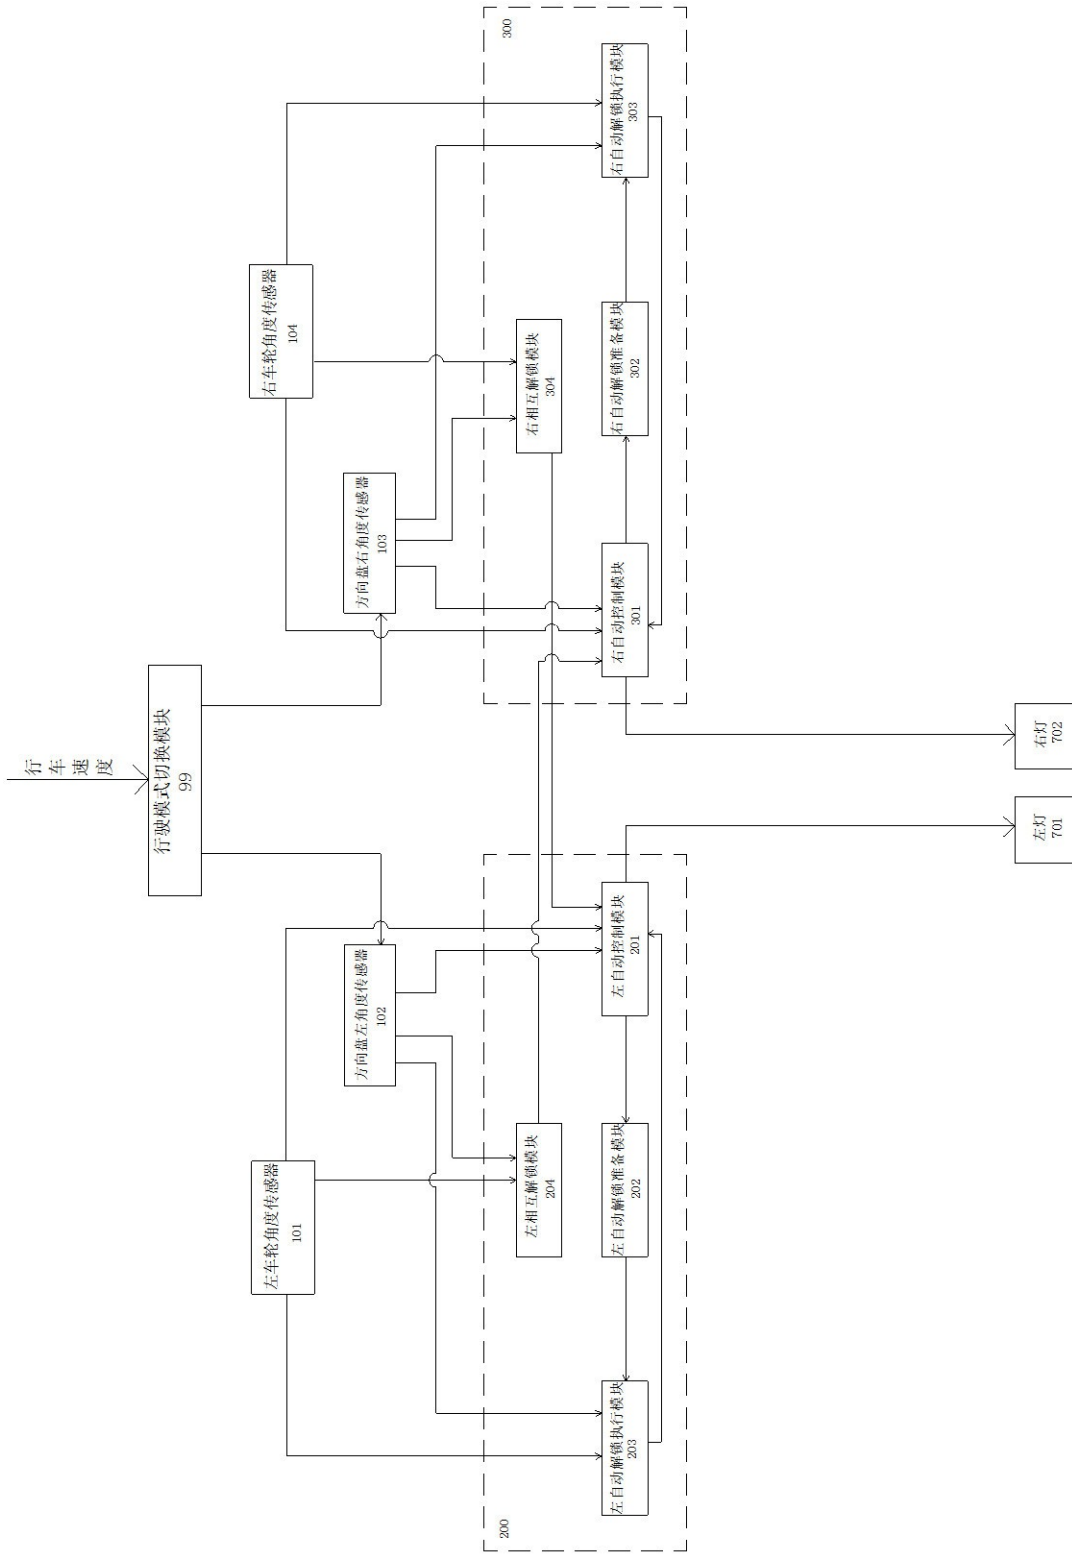 行车速度
行驶模式切换模块
99
左车轮角度传感器
101
右车轮角度传感器
104
方向盘左角度传感器
102
方向盘右角度传感器
103
200
300
左相互解锁模块
204
右相互解锁模块
304
左自动解锁执行模块
203
左自动解锁准备模块
202
左自动控制模块
201
右自动控制模块
301
右自动解锁准备模块
302
右自动解锁执行模块
303
左灯
701
右灯
702